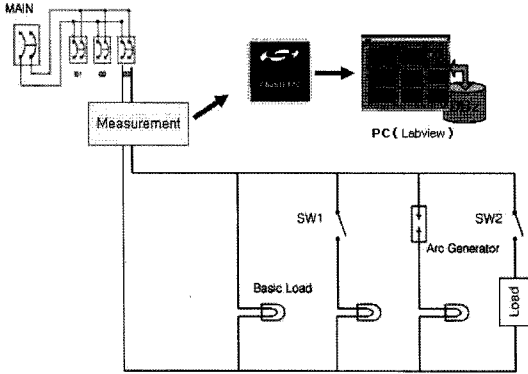 MAIN
Measurement
PC ( Labview )
SW1
SW2
Arc Generator
Basic Load
Load